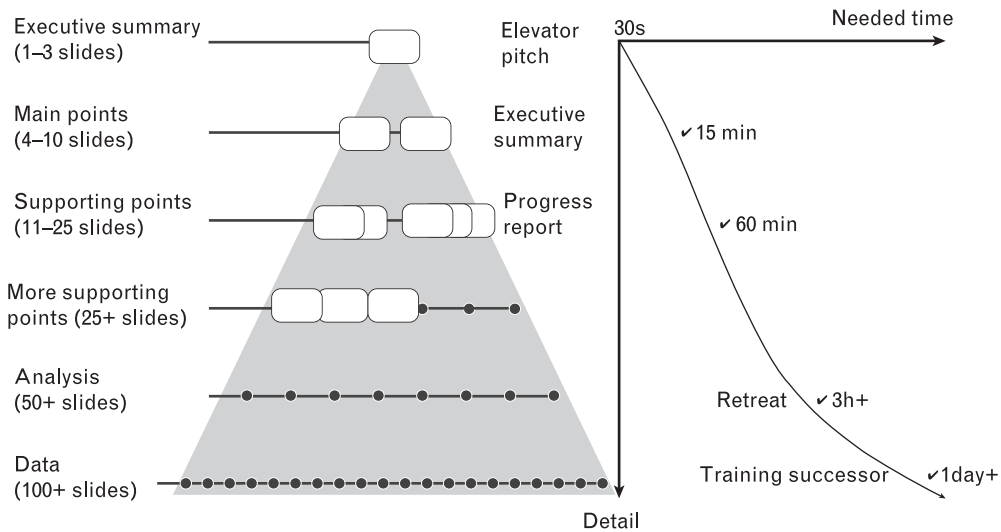 Executive summary
(1–3 slides)
Main points
(4–10 slides)
Supporting points
(11–25 slides)
More supporting
points (25+ slides)
Analysis
(50+ slides)
Data
(100+ slides)
Elevator
pitch
Executive
summary
Progress
report
Needed time
30s
✔15 min
✔60 min
Retreat ✔3h+
Training successor ✔1day+
Detail